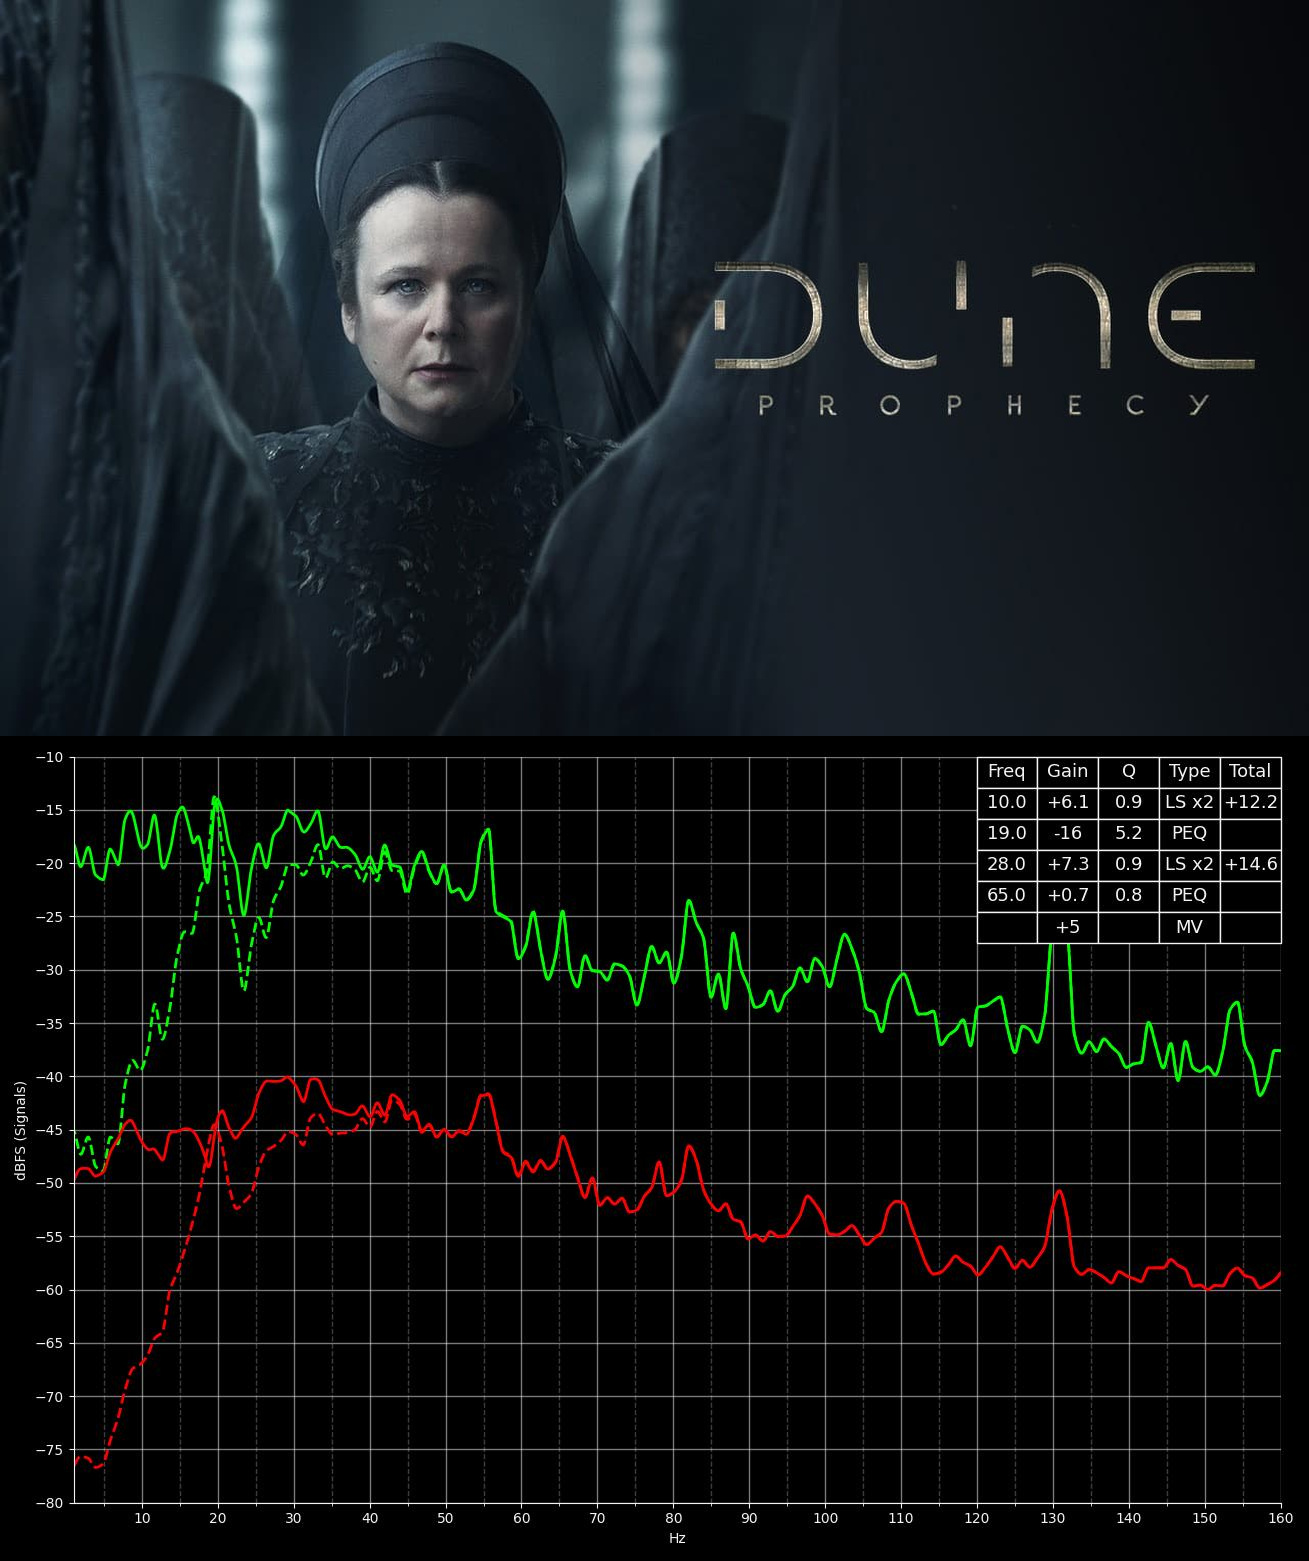 DUNE
PROPHECY
Freq Gain Q Type Total
10.0 +6.1 0.9 LS x2 +12.2
19.0 -16 5.2 PEQ
28.0 +7.3 0.9 LS x2 +14.6
65.0 +0.7 0.8 PEQ
+5 MV
−10
−15
−20
−25
−30
−35
−40
−45
−50
−55
−60
−65
−70
−75
−80
dBFS (Signals)
10 20 30 40 50 60 70 80 90 100 110 120 130 140 150 160
Hz